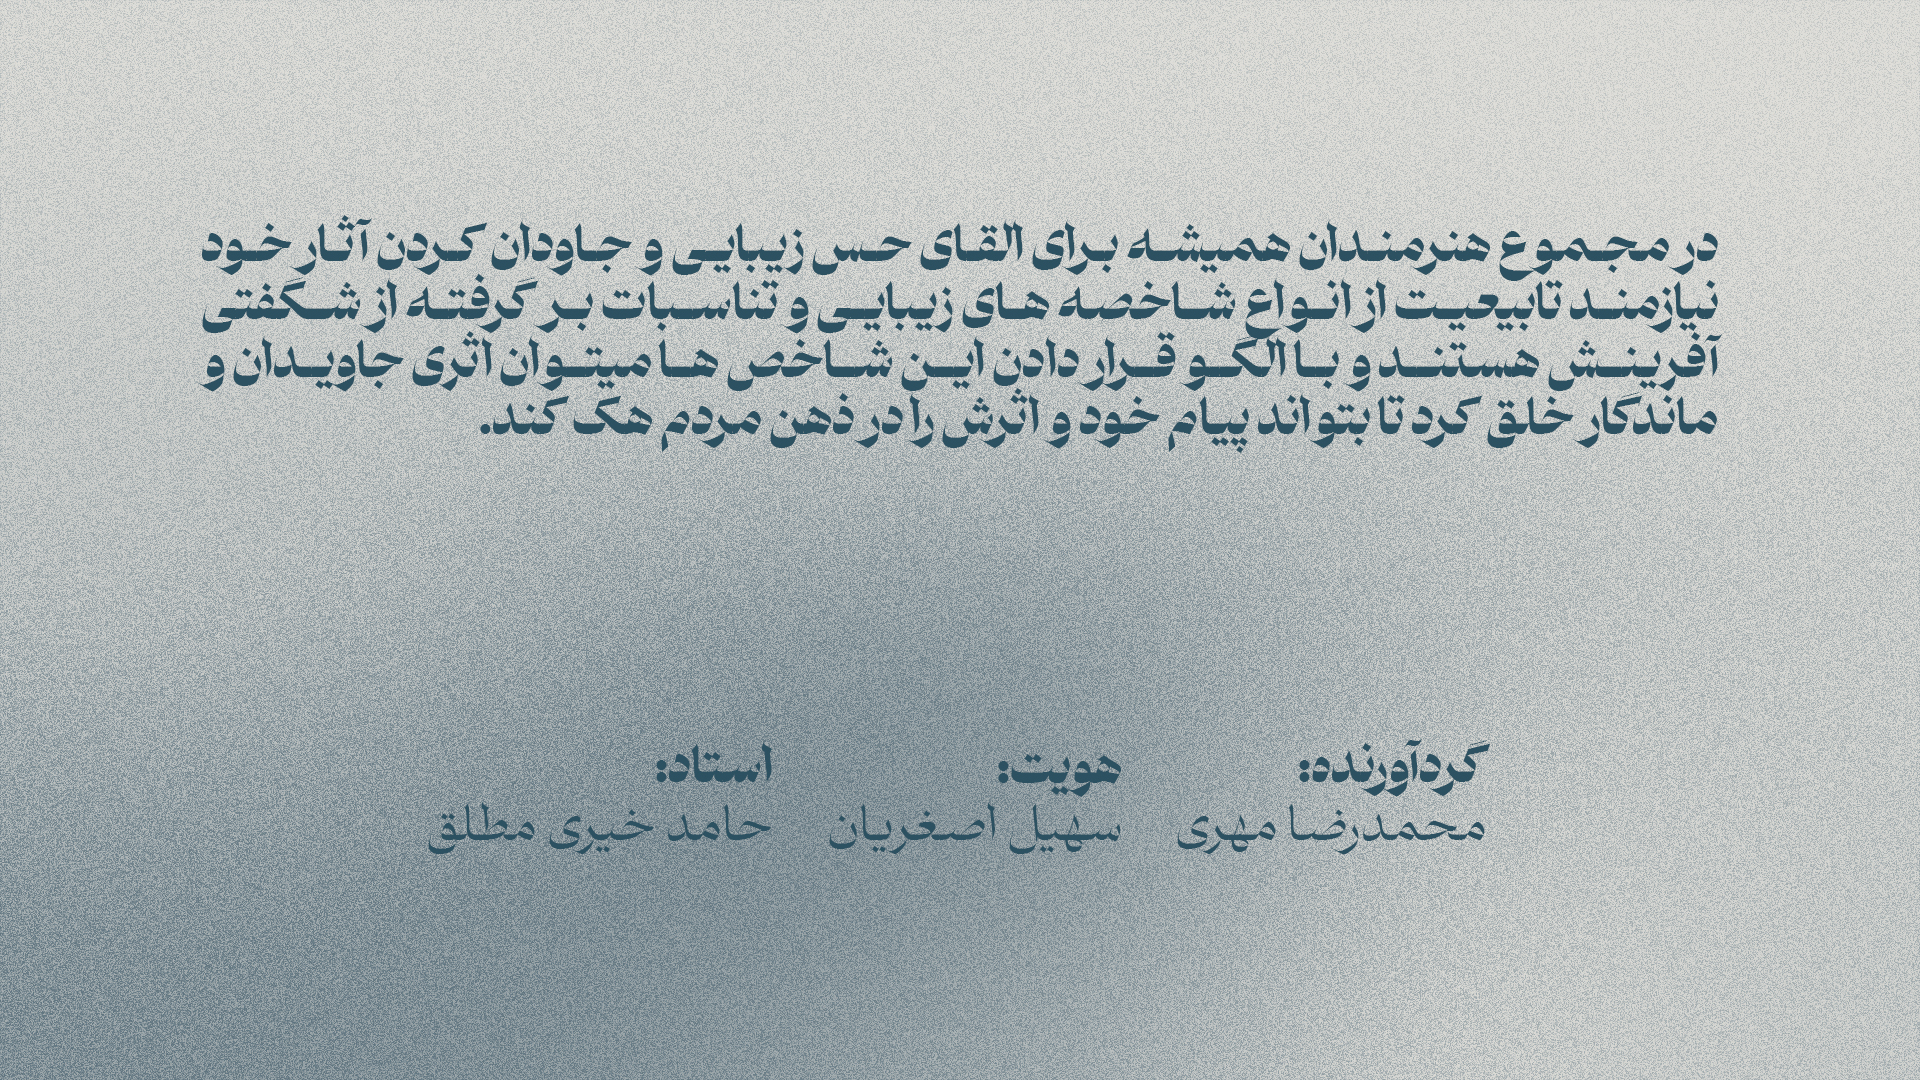 در مجموع هنرمندان همیشه برای القای حس زیبایی و جاودان کردن آثار خود
نیازمند تابیعیت از انواع شاخصه های زیبایی و تناسبات بر گرفته از شگفتی
آفرینش هستند و با الگو قرار دادن این شاخص ها میتوان اثری جاویدان و
ماندگار خلق کرد تا بتواند پیام خود و اثرش را در ذهن مردم هک کند.
گردآورنده:
محمدرضا مهری
هویت:
سهیل اصغریان
استاد:
حامد خیری مطلق